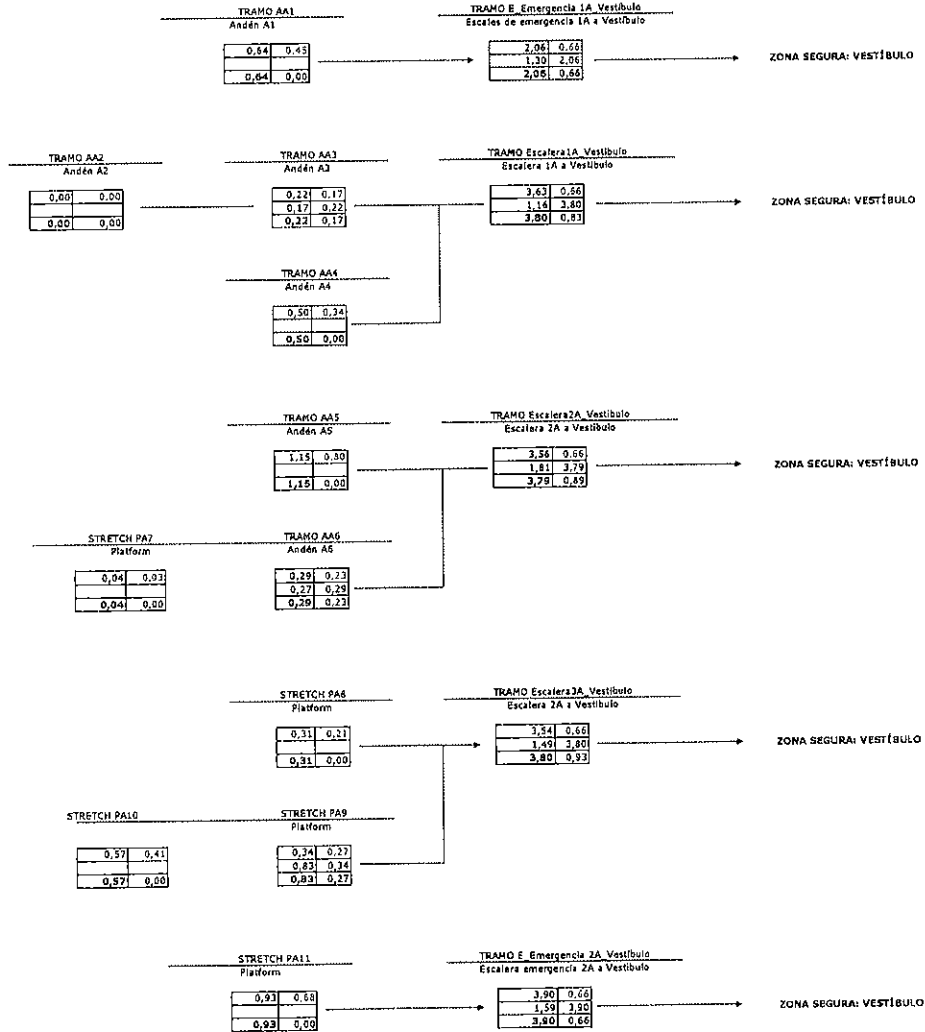 TRAMO AA1
Andén A1
0,64 0,45
0,64 0,00
TRAMO E_Emergencia 1A_Vestíbulo
Escales de emergencia 1A a Vestíbulo
2,06 0,66
1,30 2,06
2,06 0,66
ZONA SEGURA: VESTÍBULO
TRAMO AA2
Andén A2
0,00 0,00
0,00 0,00
TRAMO AA3
Andén A3
0,22 0,17
0,17 0,22
0,22 0,17
TRAMO Escalera1A_Vestíbulo
Escalera 1A a Vestíbulo
3,63 0,66
1,16 3,80
3,80 0,83
ZONA SEGURA: VESTÍBULO
TRAMO AA4
Andén A4
0,50 0,34
0,50 0,00
TRAMO AA5
Andén A5
1,15 0,80
1,15 0,00
TRAMO Escalera2A_Vestíbulo
Escalera 2A a Vestíbulo
3,56 0,66
1,81 3,79
3,79 0,89
ZONA SEGURA: VESTÍBULO
STRETCH PA7
Platform
0,04 0,03
0,04 0,00
TRAMO AA6
Andén A6
0,29 0,23
0,27 0,29
0,29 0,23
STRETCH PA8
Platform
0,31 0,21
0,31 0,00
TRAMO Escalera3A_Vestíbulo
Escalera 2A a Vestíbulo
3,54 0,66
1,49 3,80
3,80 0,93
ZONA SEGURA: VESTÍBULO
STRETCH PA10
0,57 0,41
0,57 0,00
STRETCH PA9
Platform
0,34 0,27
0,83 0,34
0,83 0,27
STRETCH PA11
Platform
0,93 0,68
0,93 0,00
TRAMO E_Emergencia 2A_Vestíbulo
Escalera emergencia 2A a Vestíbulo
3,90 0,66
1,59 3,90
3,90 0,66
ZONA SEGURA: VESTÍBULO